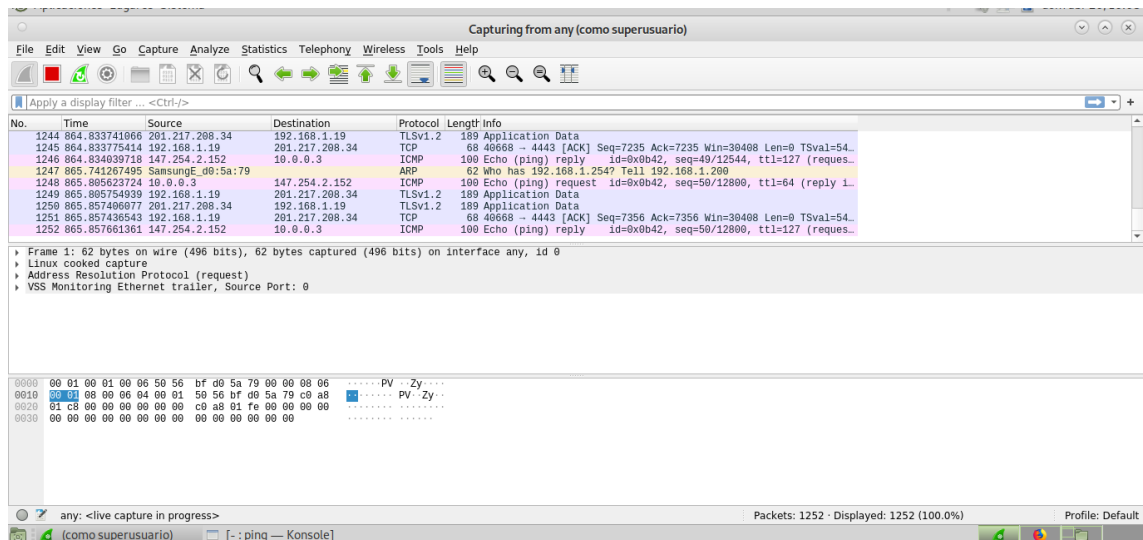 Capturing from any (como superusuario)
File Edit View Go Capture Analyze Statistics Telephony Wireless Tools Help
Apply a display filter ... <Ctrl-/>
No. Time Source Destination Protocol Length Info
1244 864.833741066 201.217.208.34 192.168.1.19 TLSv1.2 189 Application Data
1245 864.833775414 192.168.1.19 201.217.208.34 TCP 68 40668 → 4443 [ACK] Seq=7235 Ack=7235 Win=30408 Len=0 TSval=54…
1246 864.834039718 147.254.2.152 10.0.0.3 ICMP 100 Echo (ping) reply id=0x0b42, seq=49/12544, ttl=127 (reques…
1247 865.741267495 SamsungE_d0:5a:79 ARP 62 Who has 192.168.1.254? Tell 192.168.1.200
1248 865.805623724 10.0.0.3 147.254.2.152 ICMP 100 Echo (ping) request id=0x0b42, seq=50/12800, ttl=64 (reply i…
1249 865.805754939 192.168.1.19 201.217.208.34 TLSv1.2 189 Application Data
1250 865.857406077 201.217.208.34 192.168.1.19 TLSv1.2 189 Application Data
1251 865.857436543 192.168.1.19 201.217.208.34 TCP 68 40668 → 4443 [ACK] Seq=7356 Ack=7356 Win=30408 Len=0 TSval=54…
1252 865.857661361 147.254.2.152 10.0.0.3 ICMP 100 Echo (ping) reply id=0x0b42, seq=50/12800, ttl=127 (reques…
Frame 1: 62 bytes on wire (496 bits), 62 bytes captured (496 bits) on interface any, id 0
Linux cooked capture
Address Resolution Protocol (request)
VSS Monitoring Ethernet trailer, Source Port: 0
0000 00 01 00 01 00 06 50 56 bf d0 5a 79 00 00 08 06 ······PV ··Zy····
0010 00 01 08 00 06 04 00 01 50 56 bf d0 5a 79 c0 a8 ········ PV··Zy··
0020 01 c8 00 00 00 00 00 00 c0 a8 01 fe 00 00 00 00 ········ ········
0030 00 00 00 00 00 00 00 00 00 00 00 00 00 00 ········ ······
any: <live capture in progress> Packets: 1252 · Displayed: 1252 (100.0%) Profile: Default
(como superusuario) [- : ping — Konsole]